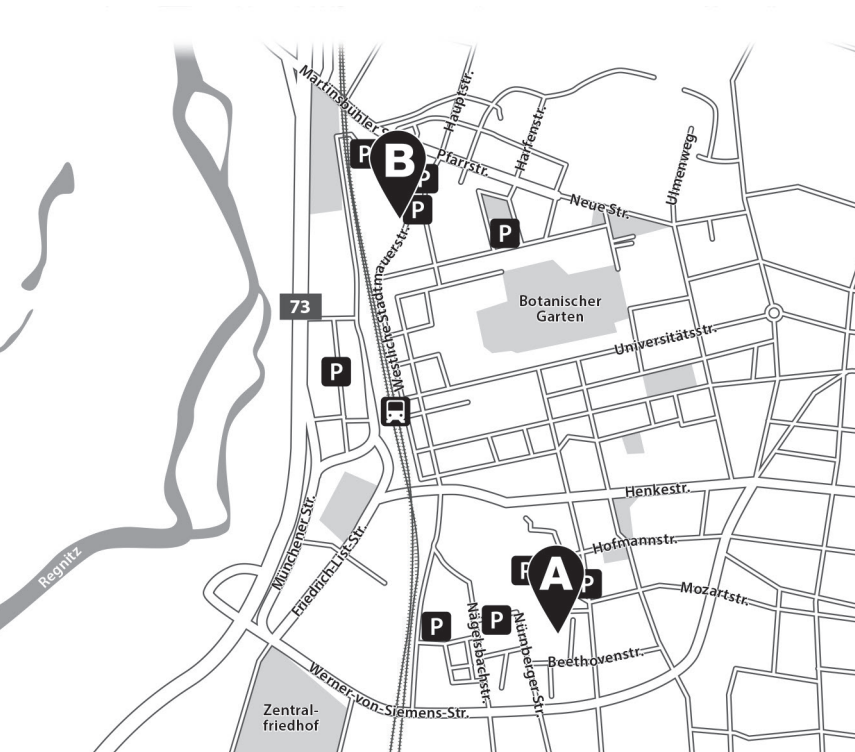 Martinsbühler S
Hauptstr.
Harfenstr.
Ulmenweg
P
B
Pfarrstr.
P
P
Neue Str.
P
Westliche Stadtmauerstr.
73
Botanischer
Garten
Universitätsstr.
P
Henkestr.
Münchener Str.
Friedrich-List-Str.
Hofmannstr.
Regnitz
P
A
P
Mozartstr.
P
P
Nägelsbachstr.
Nürnberger Str.
Beethovenstr.
Werner-von-Siemens-Str.
Zentral-
friedhof